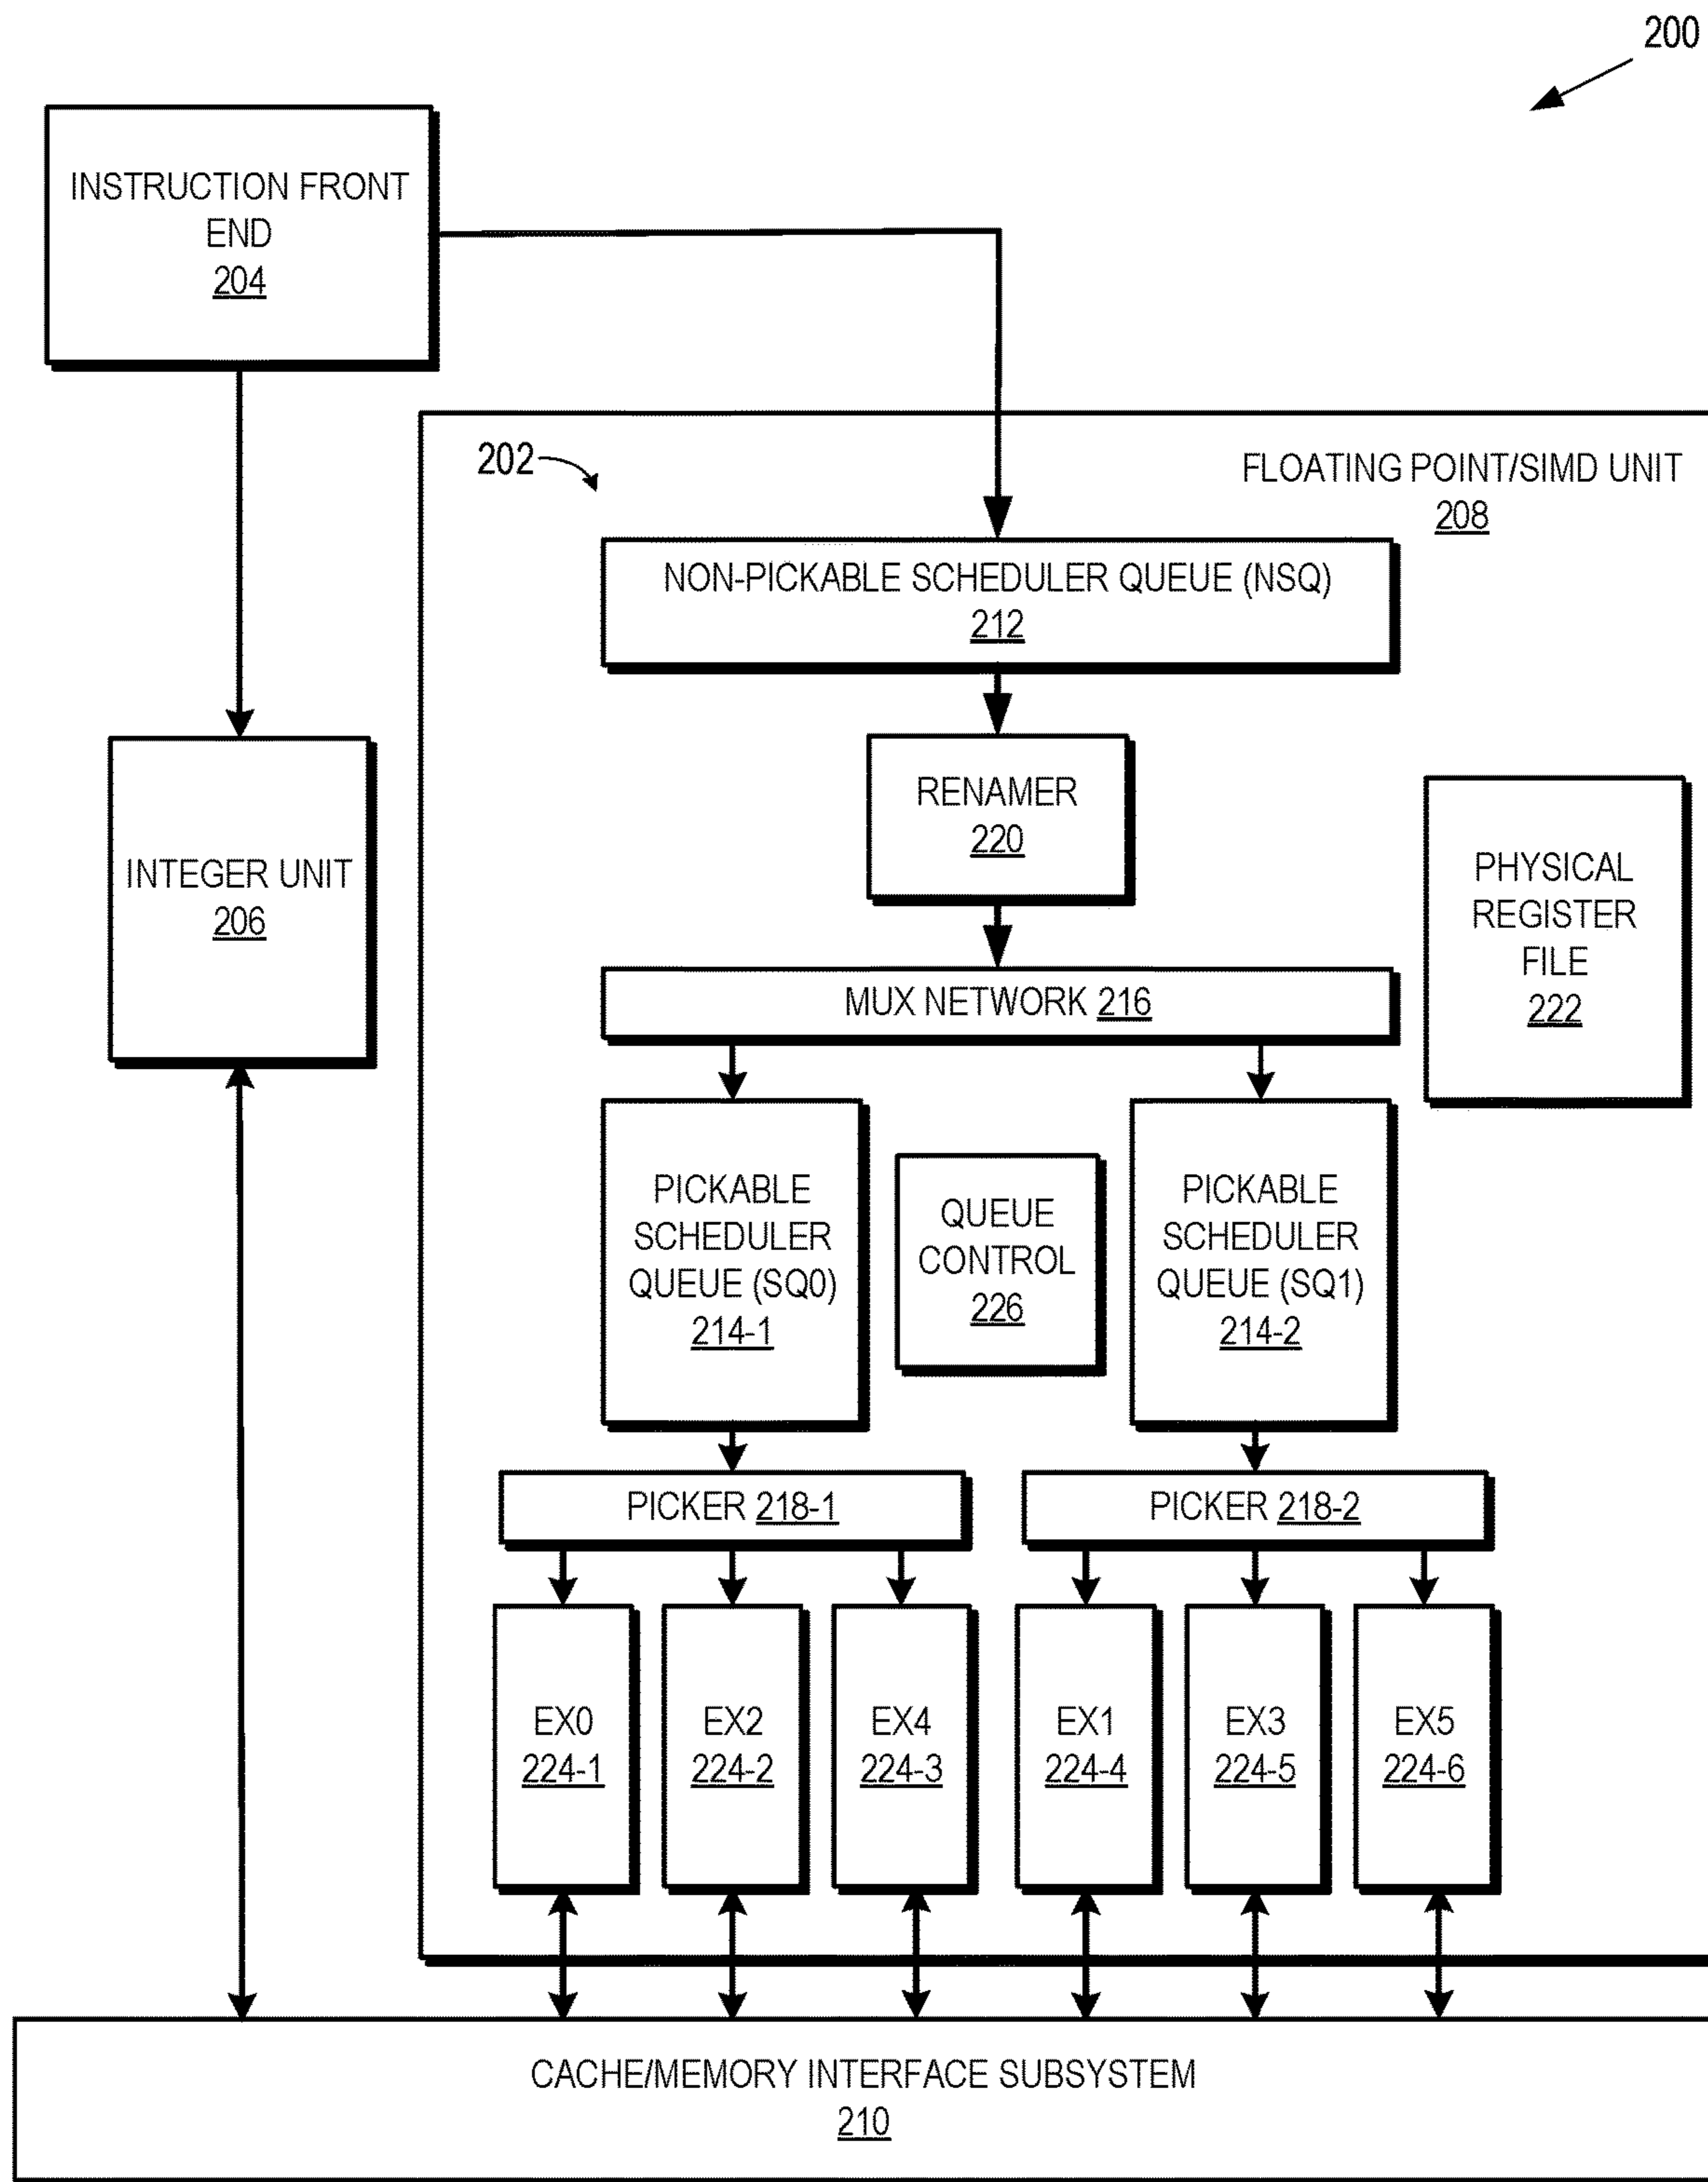 200
INSTRUCTION FRONT
END
204
202
FLOATING POINT/SIMD UNIT
208
NON-PICKABLE SCHEDULER QUEUE (NSQ)
212
RENAMER
220
INTEGER UNIT
206
PHYSICAL
REGISTER
FILE
222
MUX NETWORK 216
PICKABLE
SCHEDULER
QUEUE (SQ0)
214-1
QUEUE
CONTROL
226
PICKABLE
SCHEDULER
QUEUE (SQ1)
214-2
PICKER 218-1
PICKER 218-2
EX0
224-1
EX2
224-2
EX4
224-3
EX1
224-4
EX3
224-5
EX5
224-6
CACHE/MEMORY INTERFACE SUBSYSTEM
210